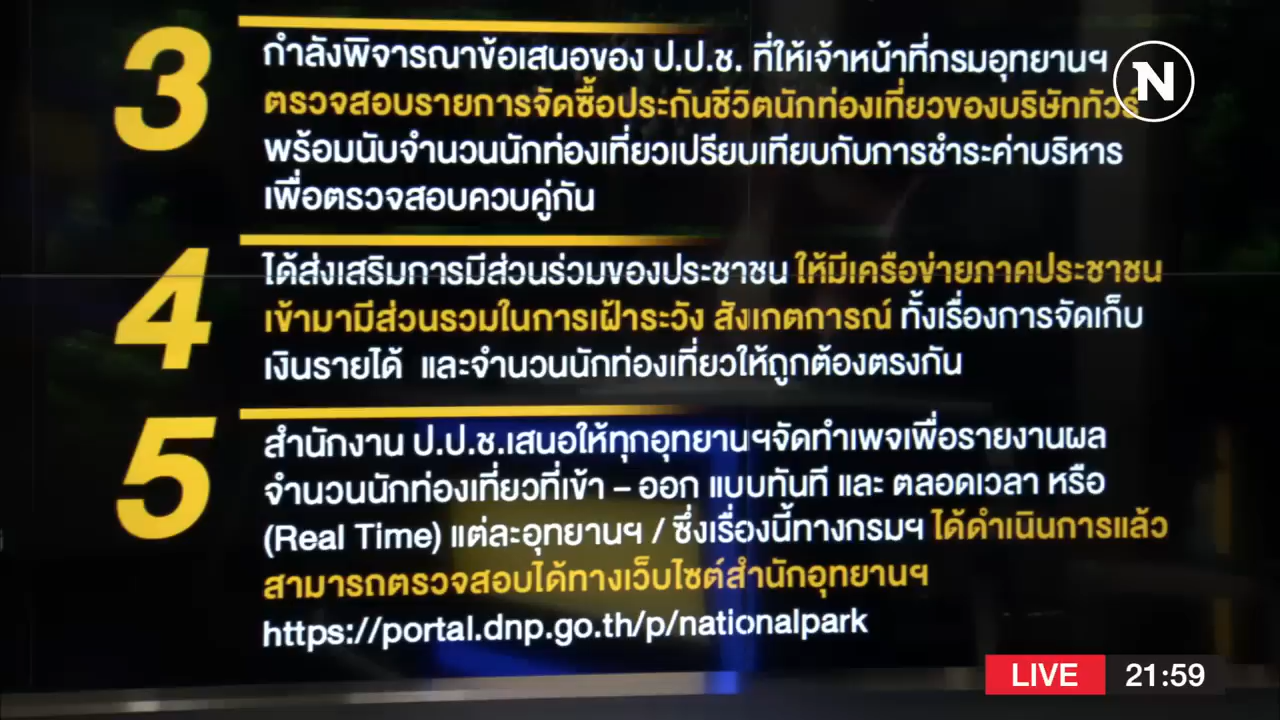 3
กำลังพิจารณาข้อเสนอของ ป.ป.ช. ที่ให้เจ้าหน้าที่กรมอุทยานฯ
ตรวจสอบรายการจัดซื้อประกันชีวิตนักท่องเที่ยวของบริษัททัวร์
พร้อมนับจำนวนนักท่องเที่ยวเปรียบเทียบกับการชำระค่าบริหาร
เพื่อตรวจสอบควบคู่กัน
4
ได้ส่งเสริมการมีส่วนร่วมของประชาชน ให้มีเครือข่ายภาคประชาชน
เข้ามามีส่วนรวมในการเฝ้าระวัง สังเกตการณ์ ทั้งเรื่องการจัดเก็บ
เงินรายได้ และจำนวนนักท่องเที่ยวให้ถูกต้องตรงกัน
5
สำนักงาน ป.ป.ช.เสนอให้ทุกอุทยานฯจัดทำเพจเพื่อรายงานผล
จำนวนนักท่องเที่ยวที่เข้า – ออก แบบทันที และ ตลอดเวลา หรือ
(Real Time) แต่ละอุทยานฯ / ซึ่งเรื่องนี้ทางกรมฯ ได้ดำเนินการแล้ว
สามารถตรวจสอบได้ทางเว็บไซต์สำนักอุทยานฯ
https://portal.dnp.go.th/p/nationalpark
N
LIVE 21:59